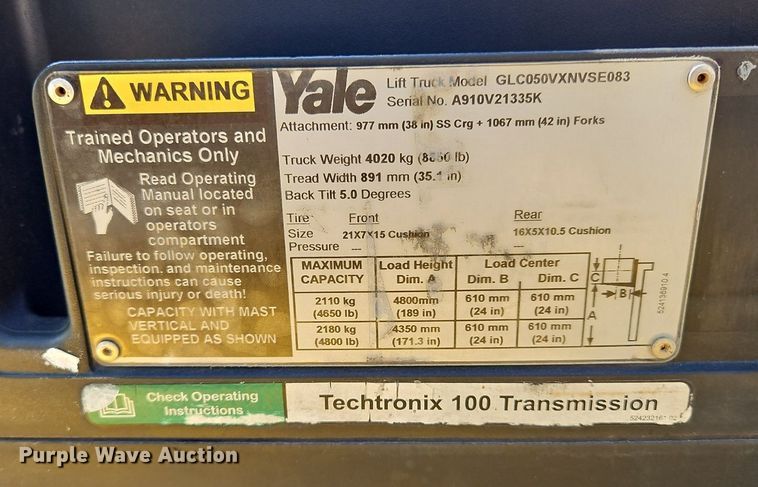 WARNING
Trained Operators and
Mechanics Only
Read Operating
Manual located
on seat or in
operators
compartment
Failure to follow operating,
inspection, and maintenance
instructions can cause
serious injury or death!
CAPACITY WITH MAST
VERTICAL AND
EQUIPPED AS SHOWN
Yale
Lift Truck Model GLC050VXNVSE083
Serial No. A910V21335K
Attachment: 977 mm (38 in) SS Crg + 1067 mm (42 in) Forks
Truck Weight 4020 kg lb)
Tread Width 891 mm (35.1 in)
Back Tilt 5.0 Degrees
Tire Front Rear
Size 21X7X15 Cushion 16X5X10.5 Cushion
Pressure --- ---
MAXIMUM CAPACITY Load Height Dim. A Load Center Dim. B Dim. C
2110 kg (4650 lb) 4800mm (189 in) 610 mm (24 in) 610 mm (24 in)
2180 kg (4800 lb) 4350 mm (171.3 in) 610 mm (24 in) 610 mm (24 in)
C B A
524136910 4
Check Operating
Instructions
Techtronix 100 Transmission
Purple Wave Auction